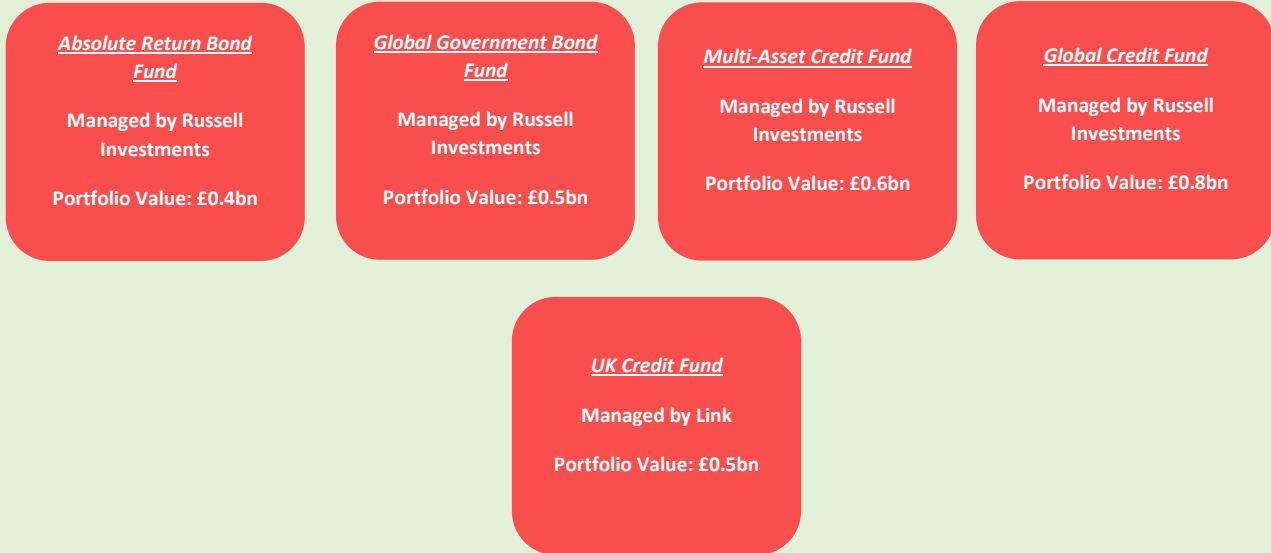 Absolute Return Bond
Fund
Managed by Russell
Investments
Portfolio Value: £0.4bn
Global Government Bond
Fund
Managed by Russell
Investments
Portfolio Value: £0.5bn
Multi-Asset Credit Fund
Managed by Russell
Investments
Portfolio Value: £0.6bn
Global Credit Fund
Managed by Russell
Investments
Portfolio Value: £0.8bn
UK Credit Fund
Managed by Link
Portfolio Value: £0.5bn